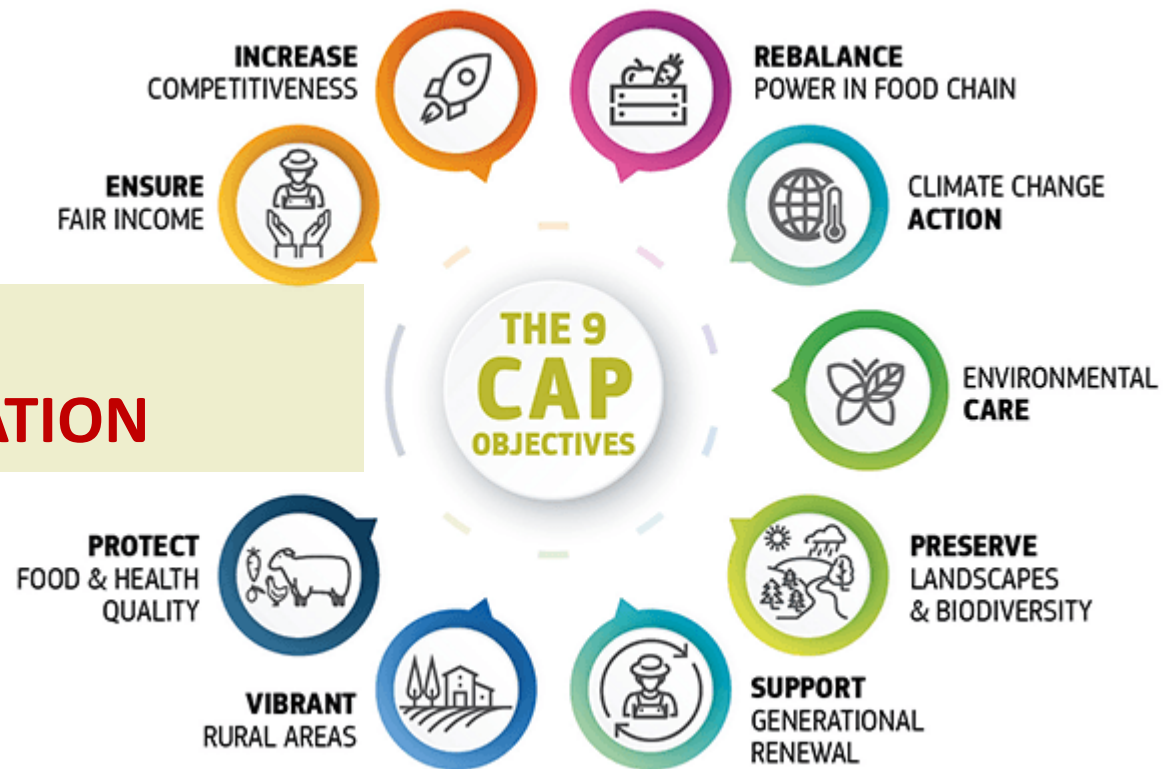 INCREASE
COMPETITIVENESS
REBALANCE
POWER IN FOOD CHAIN
ENSURE
FAIR INCOME
CLIMATE CHANGE
ACTION
THE 9
CAP
OBJECTIVES
ENVIRONMENTAL
CARE
ATION
PROTECT
FOOD & HEALTH
QUALITY
PRESERVE
LANDSCAPES
& BIODIVERSITY
VIBRANT
RURAL AREAS
SUPPORT
GENERATIONAL
RENEWAL